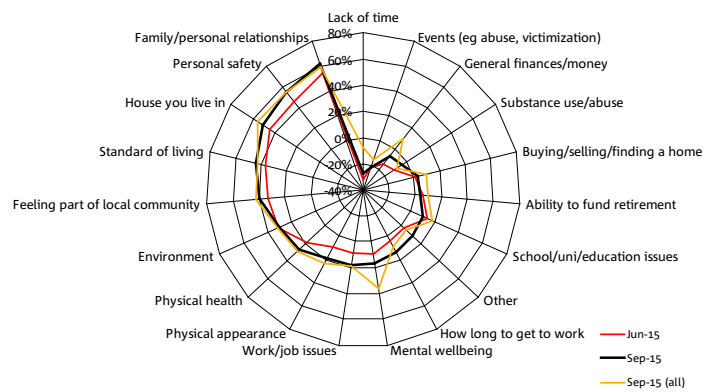 Lack of time
80%
Family/personal relationships
Events (eg abuse, victimization)
60%
Personal safety
General finances/money
40%
House you live in
Substance use/abuse
20%
Standard of living
0%
Buying/selling/finding a home
-20%
Feeling part of local community
-40%
Ability to fund retirement
Environment
School/uni/education issues
Physical health
Other
Physical appearance
How long to get to work
Work/job issues
Mental wellbeing
Jun-15
Sep-15
Sep-15 (all)